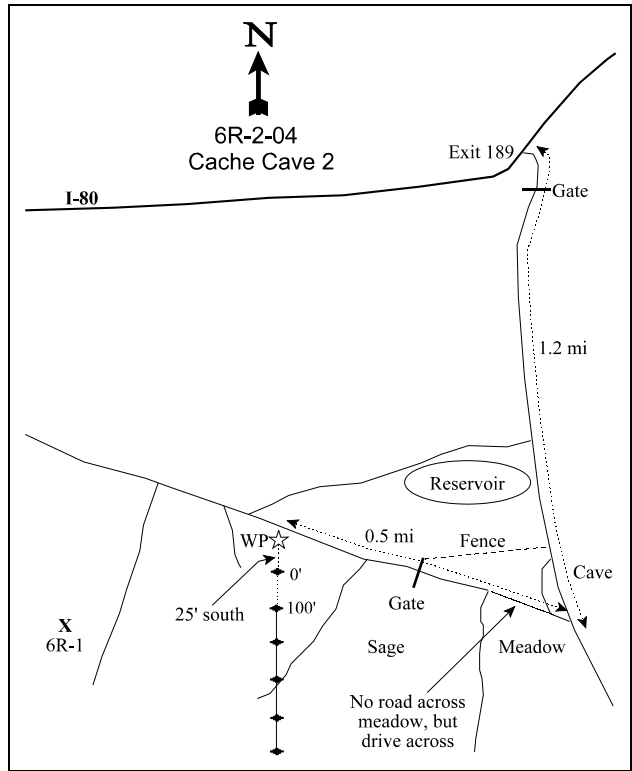 N
6R-2-04
Cache Cave 2
Exit 189
I-80
Gate
1.2 mi
Reservoir
0.5 mi
Fence
WP
0'
Cave
25' south
100'
Gate
X
6R-1
Sage
Meadow
No road across
meadow, but
drive across